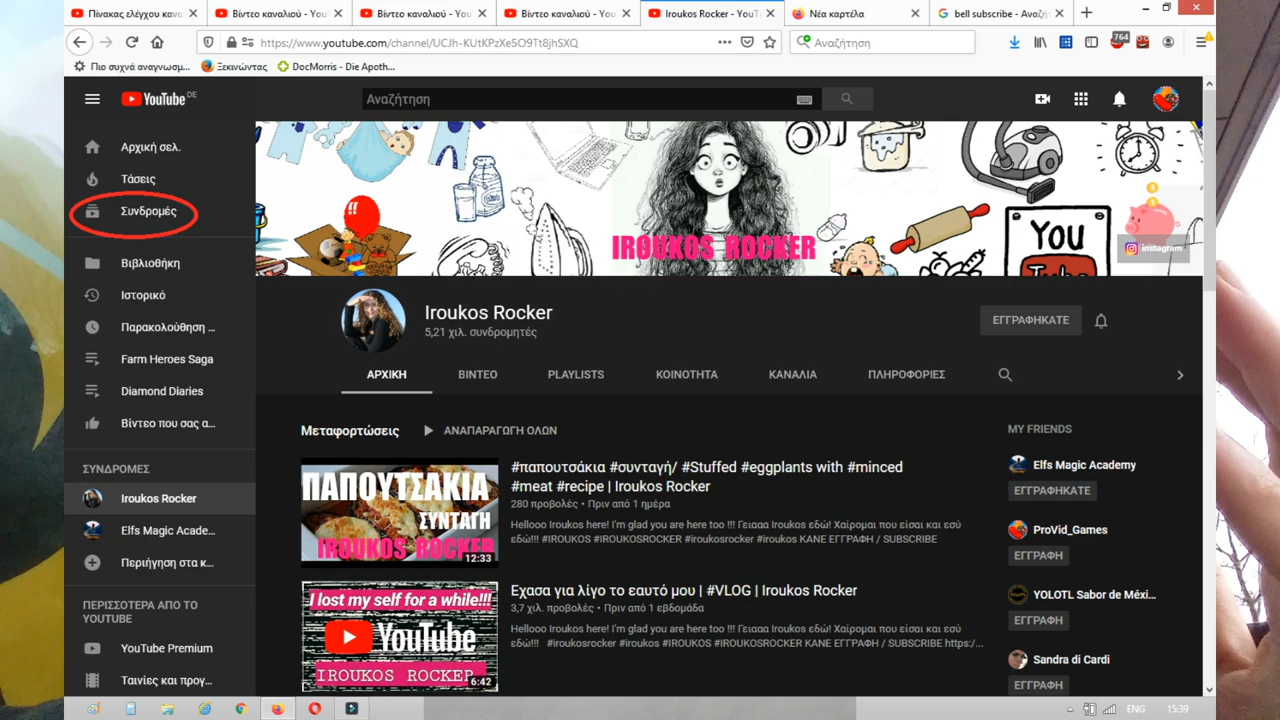 Πίνακας ελέγχου κανα
Βίντεο καναλιού - YouT
Βίντεο καναλιού - YouT
Βίντεο καναλιού - YouT
Iroukos Rocker - YouT
Νέα καρτέλα
bell subscribe - Αναζήτ
https://www.youtube.com/channel/UCJh-KUtKPzXe5O9Tt8jhSXQ
Αναζήτηση
764
Πιο συχνά αναγνωσμ...
Ξεκινώντας
DocMorris - Die Apoth...
YouTube DE
Αναζήτηση
Αρχική σελ.
Τάσεις
Συνδρομές
Βιβλιοθήκη
Ιστορικό
Παρακολούθηση ...
Farm Heroes Saga
Diamond Diaries
Βίντεο που σας α...
ΣΥΝΔΡΟΜΕΣ
Iroukos Rocker
Elfs Magic Acade...
Περιήγηση στα κ...
ΠΕΡΙΣΣΟΤΕΡΑ ΑΠΟ ΤΟ
YOUTUBE
YouTube Premium
Ταινίες και προγ...
IROUKOS ROCKER
YOU
Tube
instagram
Iroukos Rocker
5,21 χιλ. συνδρομητές
ΕΓΓΡΑΦΗΚΑΤΕ
ΑΡΧΙΚΗ
ΒΙΝΤΕΟ
PLAYLISTS
ΚΟΙΝΟΤΗΤΑ
ΚΑΝΑΛΙΑ
ΠΛΗΡΟΦΟΡΙΕΣ
Μεταφορτώσεις
ΑΝΑΠΑΡΑΓΩΓΗ ΟΛΩΝ
ΠΑΠΟΥΤΣΑΚΙΑ
ΣΥΝΤΑΓΗ
IROUKOS ROCKER
12:33
#παπουτσάκια #συνταγή/ #Stuffed #eggplants with #minced
#meat #recipe | Iroukos Rocker
280 προβολές • Πριν από 1 ημέρα
Hellooo Iroukos here! I'm glad you are here too !!! Γειααα Iroukos εδώ! Χαίρομαι που είσαι και εσύ
εδώ!!! #IROUKOS #IROUKOSROCKER #iroukosrocker #iroukos ΚΑΝΕ ΕΓΓΡΑΦΗ / SUBSCRIBE
I lost my self for a while!!!
YouTube
IROUKOS ROCKER
6:42
Εχασα για λίγο το εαυτό μου | #VLOG | Iroukos Rocker
3,7 χιλ. προβολές • Πριν από 1 εβδομάδα
Hellooo Iroukos here! I'm glad you are here too !!! Γειααα Iroukos εδώ! Χαίρομαι που είσαι και εσύ
εδώ!!! #iroukosrocker #iroukos #IROUKOS #IROUKOSROCKER ΚΑΝΕ ΕΓΓΡΑΦΗ / SUBSCRIBE https:/...
MY FRIENDS
Elfs Magic Academy
ΕΓΓΡΑΦΗΚΑΤΕ
ProVid_Games
ΕΓΓΡΑΦΗ
YOLOTL Sabor de Méxi...
ΕΓΓΡΑΦΗ
Sandra di Cardi
ΕΓΓΡΑΦΗ
ENG
15:39